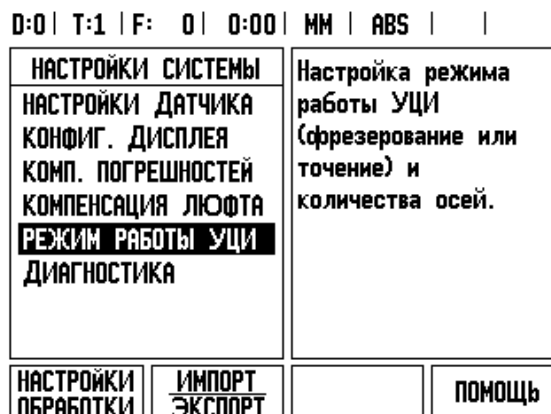 D:0 | T:1 | F: 0 | 0:00 | MM | ABS | |
НАСТРОЙКИ СИСТЕМЫ
НАСТРОЙКИ ДАТЧИКА
КОНФИГ. ДИСПЛЕЯ
КОМП. ПОГРЕШНОСТЕЙ
КОМПЕНСАЦИЯ ЛЮФТА
РЕЖИМ РАБОТЫ УЦИ
ДИАГНОСТИКА
Настройка режима
работы УЦИ
(фрезерование или
точение) и
количества осей.
НАСТРОЙКИ
ОБРАБОТКИ
ИМПОРТ
ЭКСПОРТ
ПОМОЩЬ